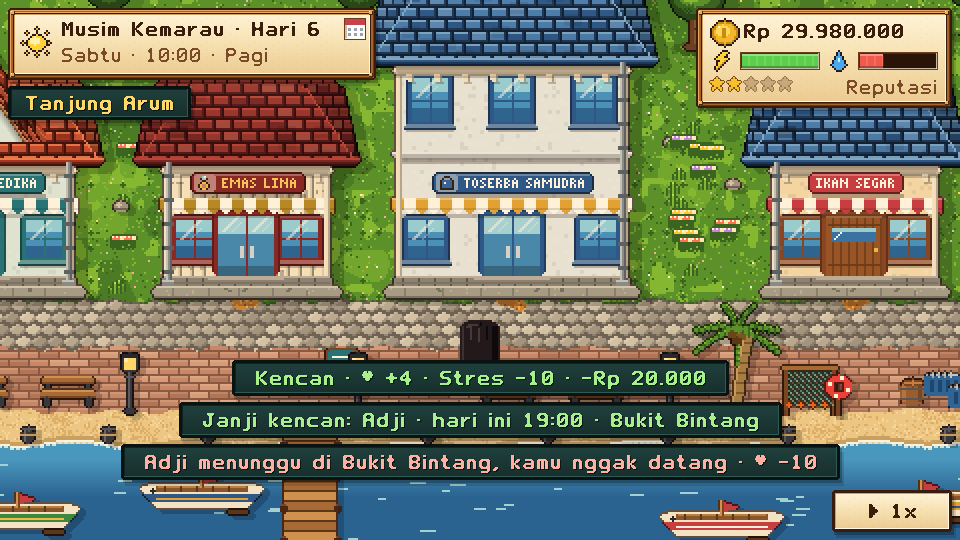 Musim Kemarau · Hari 6
Sabtu · 10:00 · Pagi
Rp 29.980.000
Reputasi
Tanjung Arum
EDIKA
EMAS LINA
TOSERBA SAMUDRA
IKAN SEGAR
Kencan · ♥ +4 · Stres -10 · -Rp 20.000
Janji kencan: Adji · hari ini 19:00 · Bukit Bintang
Adji menunggu di Bukit Bintang, kamu nggak datang · ♥ -10
1x